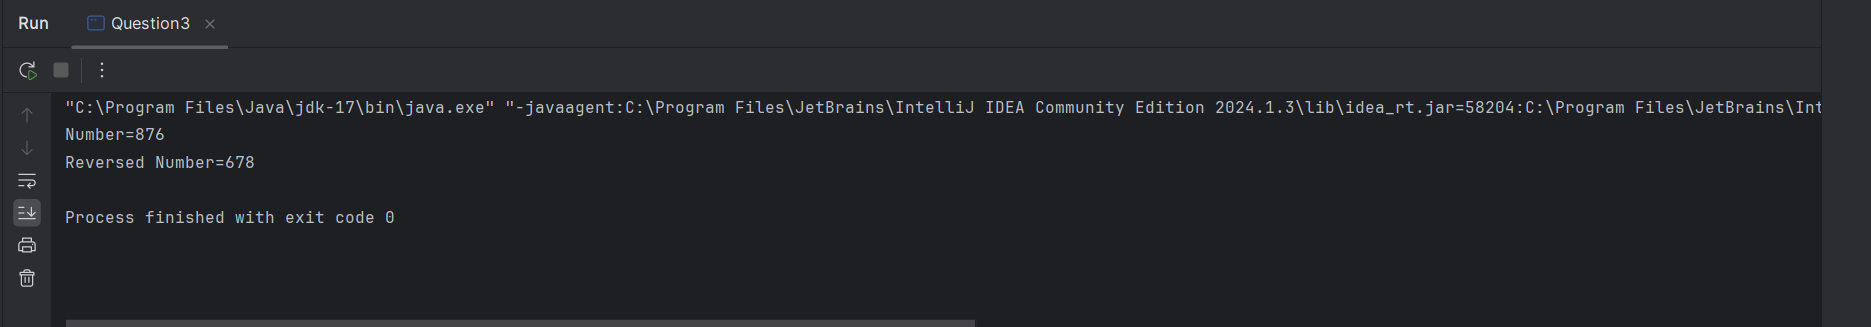 Run
Question3
"C:\Program Files\Java\jdk-17\bin\java.exe" "-javaagent:C:\Program Files\JetBrains\IntelliJ IDEA Community Edition 2024.1.3\lib\idea_rt.jar=58204:C:\Program Files\JetBrains\Int
Number=876
Reversed Number=678
Process finished with exit code 0